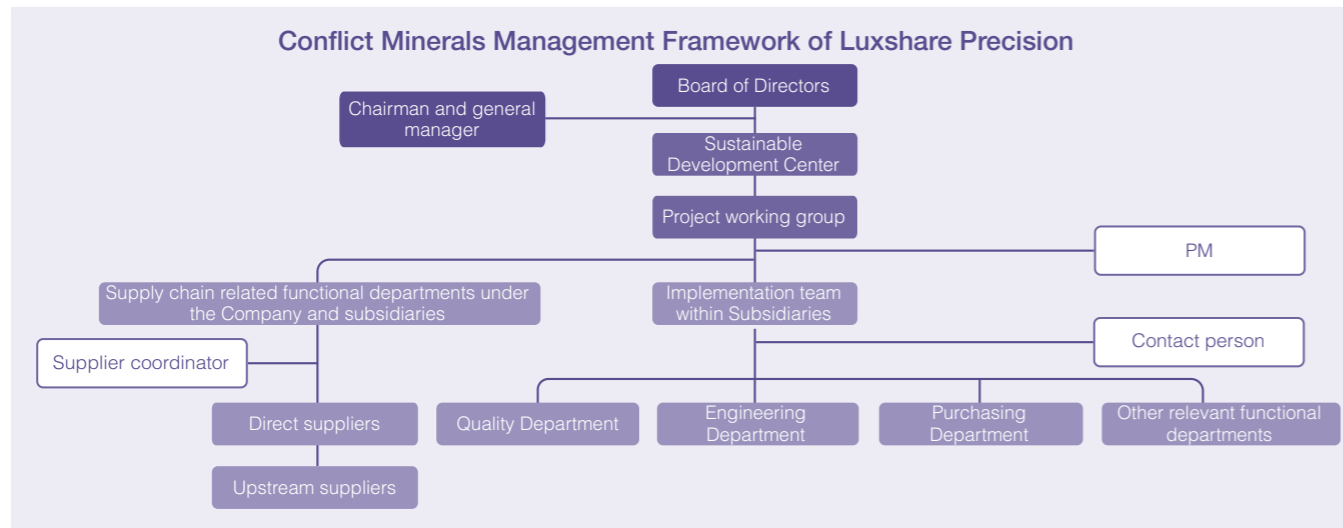 Conflict Minerals Management Framework of Luxshare Precision
Board of Directors
Chairman and general
manager
Sustainable
Development Center
Project working group
PM
Supply chain related functional departments under
the Company and subsidiaries
Implementation team
within Subsidiaries
Supplier coordinator
Contact person
Direct suppliers
Quality Department
Engineering
Department
Purchasing
Department
Other relevant functional
departments
Upstream suppliers